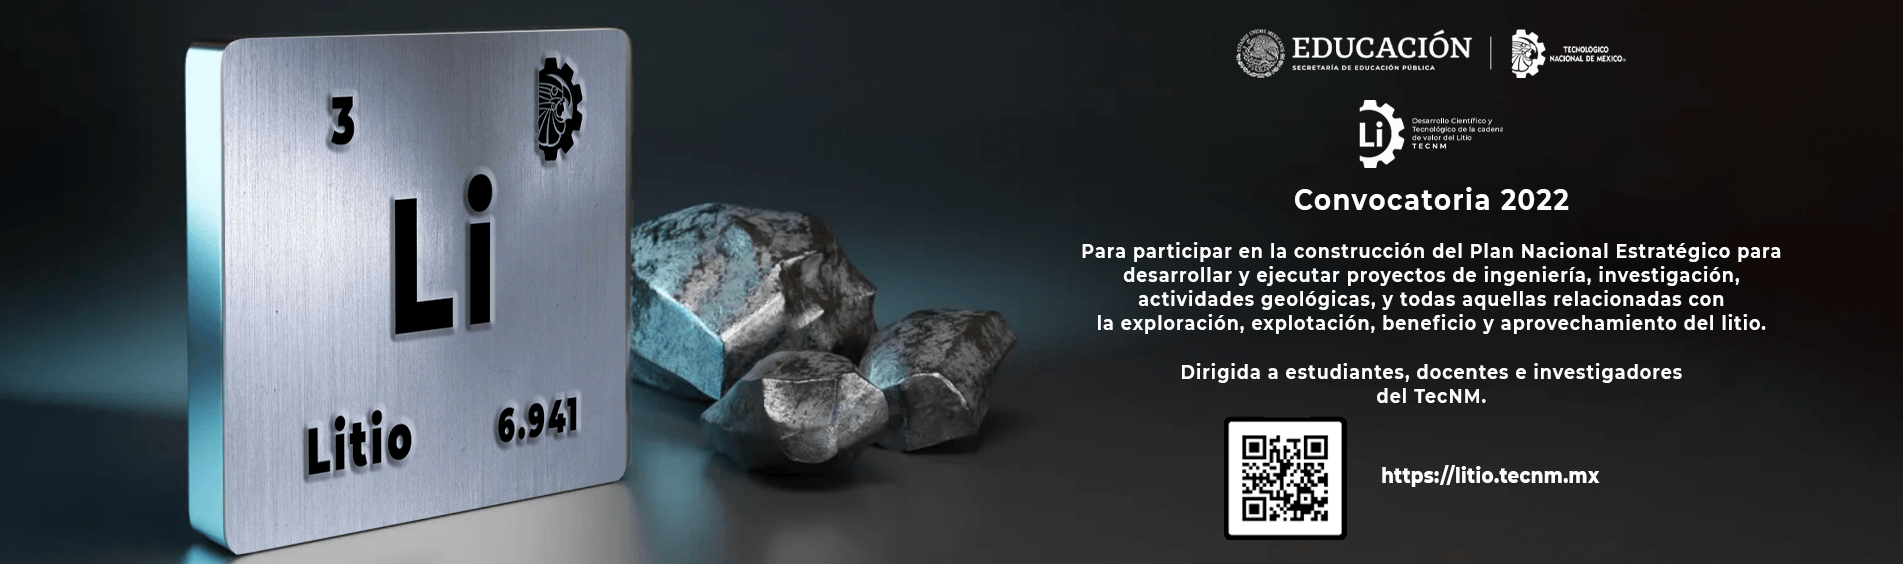 3
Li
Litio
6.941
EDUCACIÓN
SECRETARÍA DE EDUCACIÓN PÚBLICA
TECNOLÓGICO
NACIONAL DE MÉXICO
Li
Desarrollo Científico y
Tecnológico de la cadena
de valor del Litio
TECNM
Convocatoria 2022
Para participar en la construcción del Plan Nacional Estratégico para
desarrollar y ejecutar proyectos de ingeniería, investigación,
actividades geológicas, y todas aquellas relacionadas con
la exploración, explotación, beneficio y aprovechamiento del litio.
Dirigida a estudiantes, docentes e investigadores
del TecNM.
https://litio.tecnm.mx